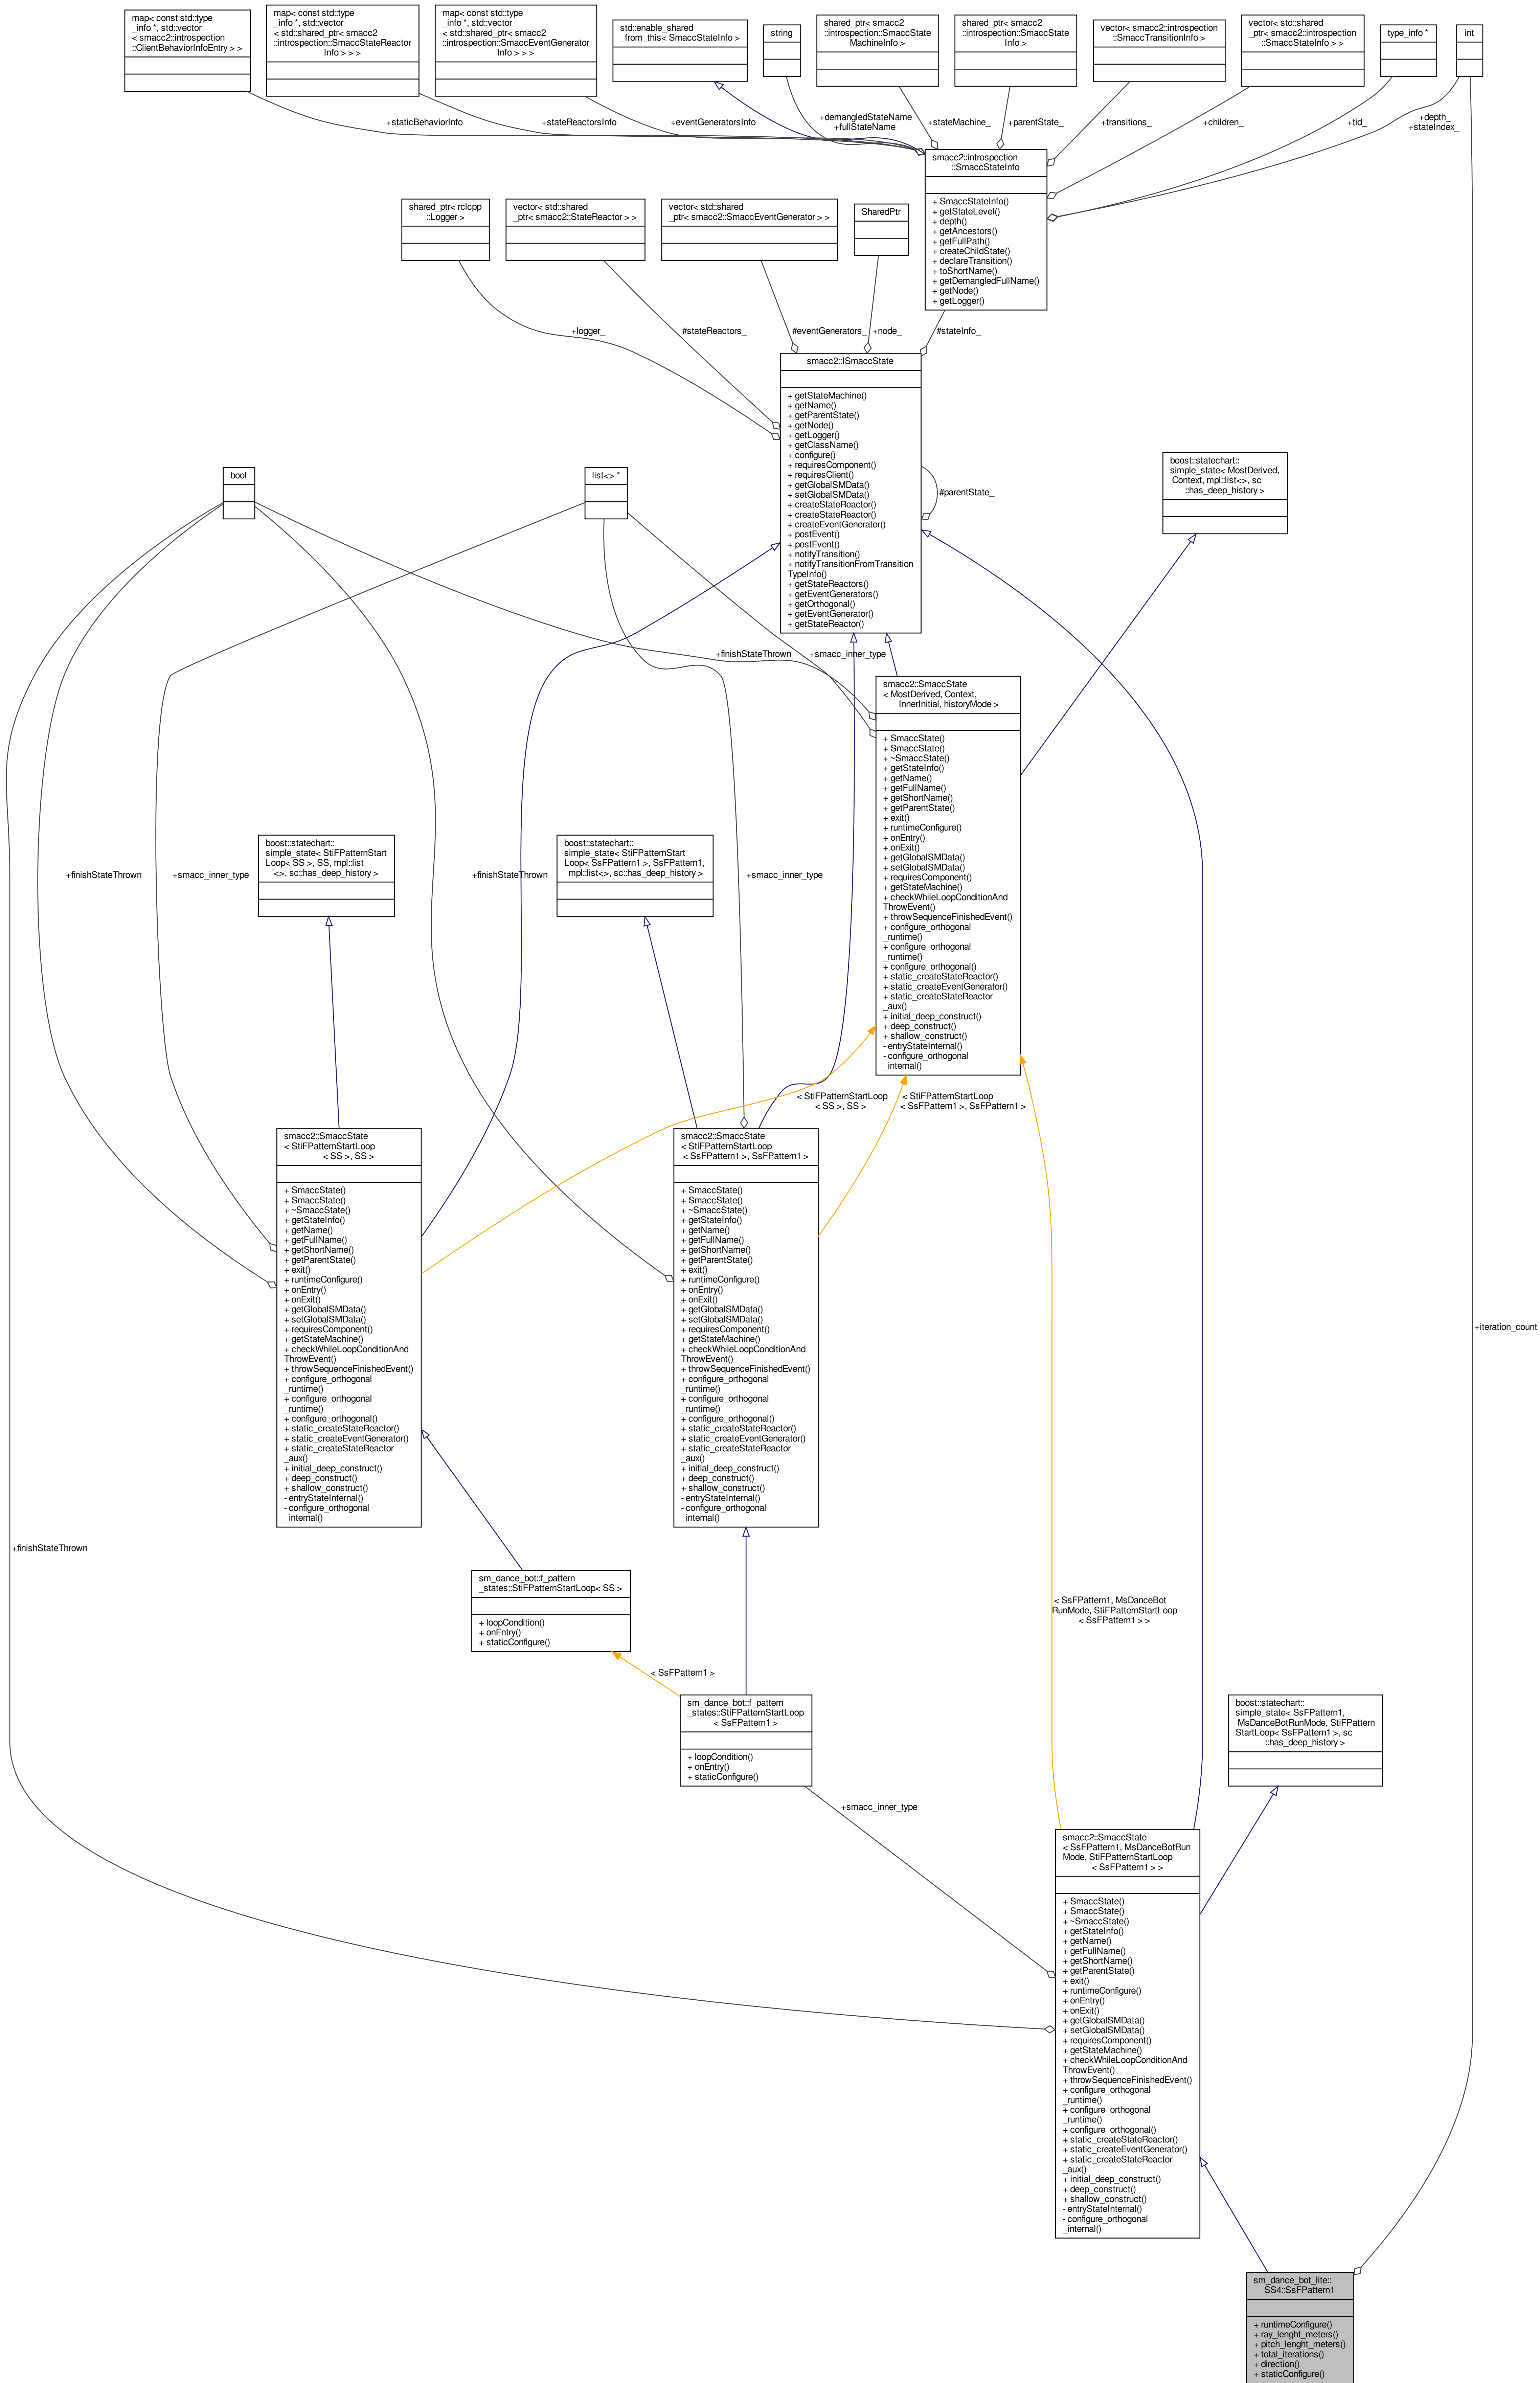 map< const std::type
_info *, std::vector
< smacc2::introspection
::ClientBehaviorInfoEntry > >
map< const std::type
_info *, std::vector
< std::shared_ptr< smacc2
::introspection::SmaccStateReactor
Info > > >
map< const std::type
_info *, std::vector
< std::shared_ptr< smacc2
::introspection::SmaccEventGenerator
Info > > >
std::enable_shared
_from_this< SmaccStateInfo >
string
shared_ptr< smacc2
::introspection::SmaccState
MachineInfo >
shared_ptr< smacc2
::introspection::SmaccState
Info >
vector< smacc2::introspection
::SmaccTransitionInfo >
vector< std::shared
_ptr< smacc2::introspection
::SmaccStateInfo > >
type_info *
int
+staticBehaviorInfo
+stateReactorsInfo
+eventGeneratorsInfo
+demangledStateName
+fullStateName
+stateMachine_
+parentState_
+transitions_
+children_
+tid_
+depth_
+stateIndex_
smacc2::introspection
::SmaccStateInfo
+ SmaccStateInfo()
+ getStateLevel()
+ depth()
+ getAncestors()
+ getFullPath()
+ createChildState()
+ declareTransition()
+ toShortName()
+ getDemangledFullName()
+ getNode()
+ getLogger()
shared_ptr< rclcpp
::Logger >
vector< std::shared
_ptr< smacc2::StateReactor > >
vector< std::shared
_ptr< smacc2::SmaccEventGenerator > >
SharedPtr
+logger_
#stateReactors_
#eventGenerators_
+node_
#stateInfo_
smacc2::ISmaccState
+ getStateMachine()
+ getName()
+ getParentState()
+ getNode()
+ getLogger()
+ getClassName()
+ configure()
+ requiresComponent()
+ requiresClient()
+ getGlobalSMData()
+ setGlobalSMData()
+ createStateReactor()
+ createStateReactor()
+ createEventGenerator()
+ postEvent()
+ postEvent()
+ notifyTransition()
+ notifyTransitionFromTransition
TypeInfo()
+ getStateReactors()
+ getEventGenerators()
+ getOrthogonal()
+ getEventGenerator()
+ getStateReactor()
#parentState_
bool
list<> *
boost::statechart::
simple_state< MostDerived,
Context, mpl::list<>, sc
::has_deep_history >
+finishStateThrown
+smacc_inner_type
smacc2::SmaccState
< MostDerived, Context,
InnerInitial, historyMode >
+ SmaccState()
+ SmaccState()
+ ~SmaccState()
+ getStateInfo()
+ getName()
+ getFullName()
+ getShortName()
+ getParentState()
+ exit()
+ runtimeConfigure()
+ onEntry()
+ onExit()
+ getGlobalSMData()
+ setGlobalSMData()
+ requiresComponent()
+ getStateMachine()
+ checkWhileLoopConditionAnd
ThrowEvent()
+ throwSequenceFinishedEvent()
+ configure_orthogonal
_runtime()
+ configure_orthogonal
_runtime()
+ configure_orthogonal()
+ static_createStateReactor()
+ static_createEventGenerator()
+ static_createStateReactor
_aux()
+ initial_deep_construct()
+ deep_construct()
+ shallow_construct()
- entryStateInternal()
- configure_orthogonal
_internal()
boost::statechart::
simple_state< StiFPatternStart
Loop< SS >, SS, mpl::list
<>, sc::has_deep_history >
boost::statechart::
simple_state< StiFPatternStart
Loop< SsFPattern1 >, SsFPattern1,
mpl::list<>, sc::has_deep_history >
+finishStateThrown
+smacc_inner_type
+finishStateThrown
+smacc_inner_type
< StiFPatternStartLoop
< SS >, SS >
< StiFPatternStartLoop
< SsFPattern1 >, SsFPattern1 >
smacc2::SmaccState
< StiFPatternStartLoop
< SS >, SS >
+ SmaccState()
+ SmaccState()
+ ~SmaccState()
+ getStateInfo()
+ getName()
+ getFullName()
+ getShortName()
+ getParentState()
+ exit()
+ runtimeConfigure()
+ onEntry()
+ onExit()
+ getGlobalSMData()
+ setGlobalSMData()
+ requiresComponent()
+ getStateMachine()
+ checkWhileLoopConditionAnd
ThrowEvent()
+ throwSequenceFinishedEvent()
+ configure_orthogonal
_runtime()
+ configure_orthogonal
_runtime()
+ configure_orthogonal()
+ static_createStateReactor()
+ static_createEventGenerator()
+ static_createStateReactor
_aux()
+ initial_deep_construct()
+ deep_construct()
+ shallow_construct()
- entryStateInternal()
- configure_orthogonal
_internal()
smacc2::SmaccState
< StiFPatternStartLoop
< SsFPattern1 >, SsFPattern1 >
+ SmaccState()
+ SmaccState()
+ ~SmaccState()
+ getStateInfo()
+ getName()
+ getFullName()
+ getShortName()
+ getParentState()
+ exit()
+ runtimeConfigure()
+ onEntry()
+ onExit()
+ getGlobalSMData()
+ setGlobalSMData()
+ requiresComponent()
+ getStateMachine()
+ checkWhileLoopConditionAnd
ThrowEvent()
+ throwSequenceFinishedEvent()
+ configure_orthogonal
_runtime()
+ configure_orthogonal
_runtime()
+ configure_orthogonal()
+ static_createStateReactor()
+ static_createEventGenerator()
+ static_createStateReactor
_aux()
+ initial_deep_construct()
+ deep_construct()
+ shallow_construct()
- entryStateInternal()
- configure_orthogonal
_internal()
+iteration_count
+finishStateThrown
sm_dance_bot::f_pattern
_states::StiFPatternStartLoop< SS >
+ loopCondition()
+ onEntry()
+ staticConfigure()
< SsFPattern1, MsDanceBot
RunMode, StiFPatternStartLoop
< SsFPattern1 > >
< SsFPattern1 >
sm_dance_bot::f_pattern
_states::StiFPatternStartLoop
< SsFPattern1 >
+ loopCondition()
+ onEntry()
+ staticConfigure()
boost::statechart::
simple_state< SsFPattern1,
MsDanceBotRunMode, StiFPattern
StartLoop< SsFPattern1 >, sc
::has_deep_history >
+smacc_inner_type
smacc2::SmaccState
< SsFPattern1, MsDanceBotRun
Mode, StiFPatternStartLoop
< SsFPattern1 > >
+ SmaccState()
+ SmaccState()
+ ~SmaccState()
+ getStateInfo()
+ getName()
+ getFullName()
+ getShortName()
+ getParentState()
+ exit()
+ runtimeConfigure()
+ onEntry()
+ onExit()
+ getGlobalSMData()
+ setGlobalSMData()
+ requiresComponent()
+ getStateMachine()
+ checkWhileLoopConditionAnd
ThrowEvent()
+ throwSequenceFinishedEvent()
+ configure_orthogonal
_runtime()
+ configure_orthogonal
_runtime()
+ configure_orthogonal()
+ static_createStateReactor()
+ static_createEventGenerator()
+ static_createStateReactor
_aux()
+ initial_deep_construct()
+ deep_construct()
+ shallow_construct()
- entryStateInternal()
- configure_orthogonal
_internal()
sm_dance_bot_lite::
SS4::SsFPattern1
+ runtimeConfigure()
+ ray_lenght_meters()
+ pitch_lenght_meters()
+ total_iterations()
+ direction()
+ staticConfigure()